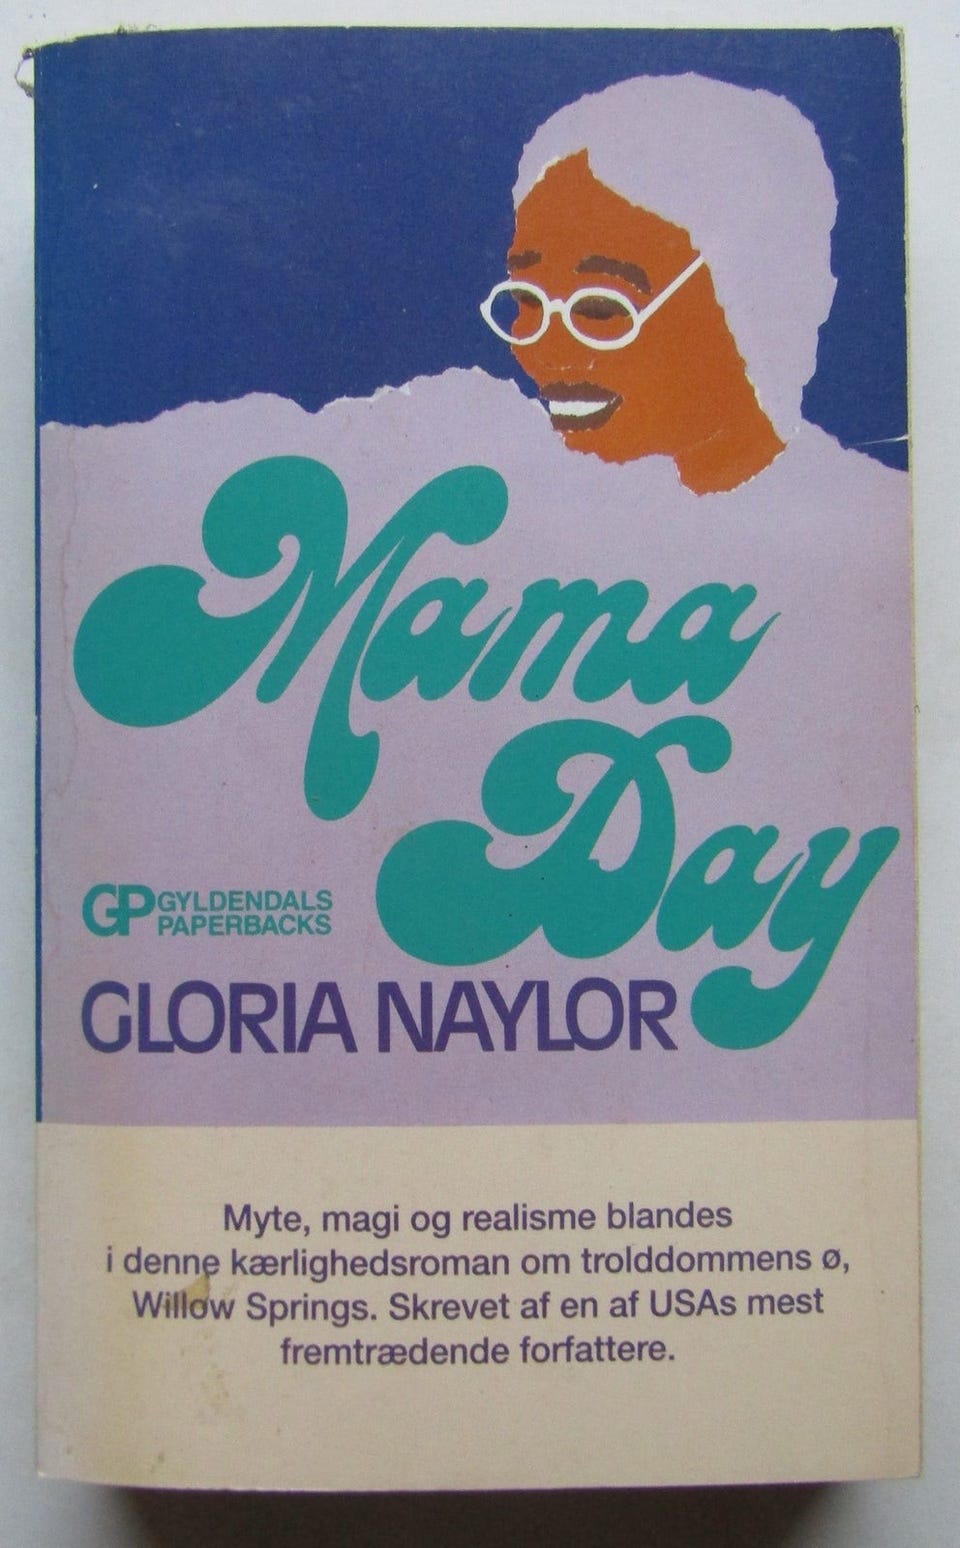 Mama
Day
GP GYLDENDALS
PAPERBACKS
GLORIA NAYLOR
Myte, magi og realisme blandes
i denne kærlighedsroman om trolddommens ø,
Willow Springs. Skrevet af en af USAs mest
fremtrædende forfattere.